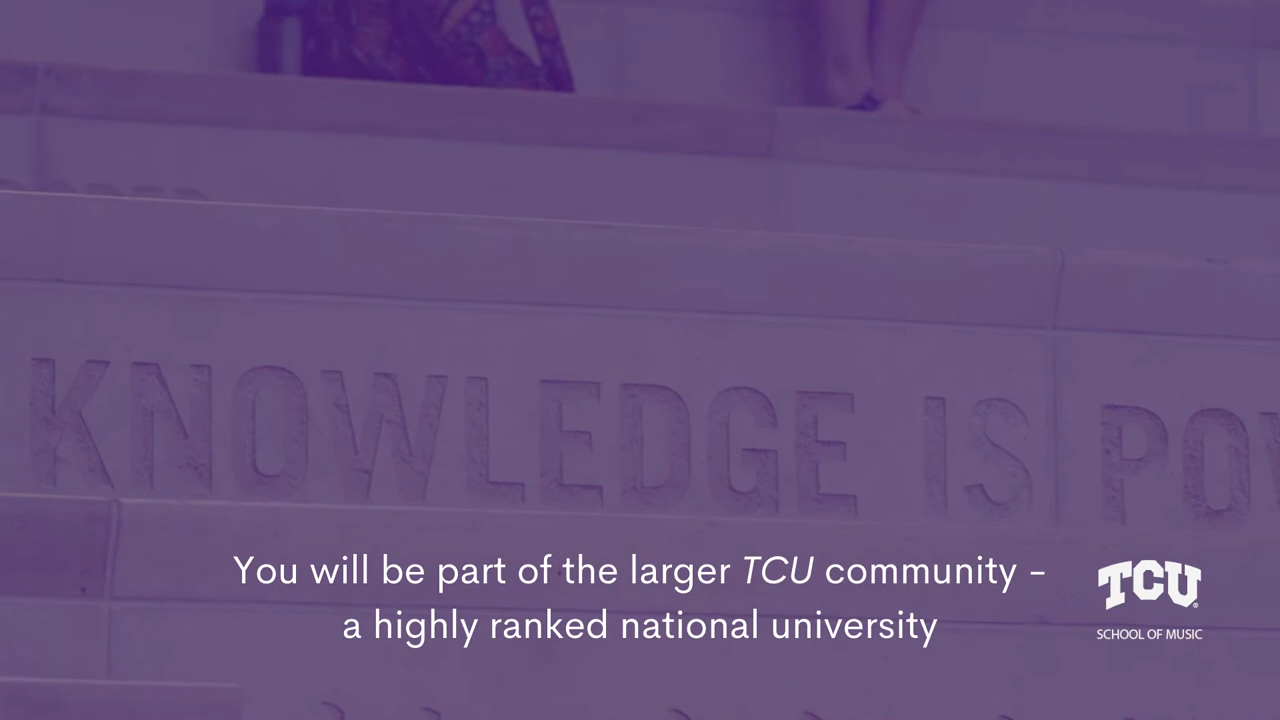 KNOWLEDGE IS
You will be part of the larger TCU community -
a highly ranked national university
TCU
SCHOOL OF MUSIC